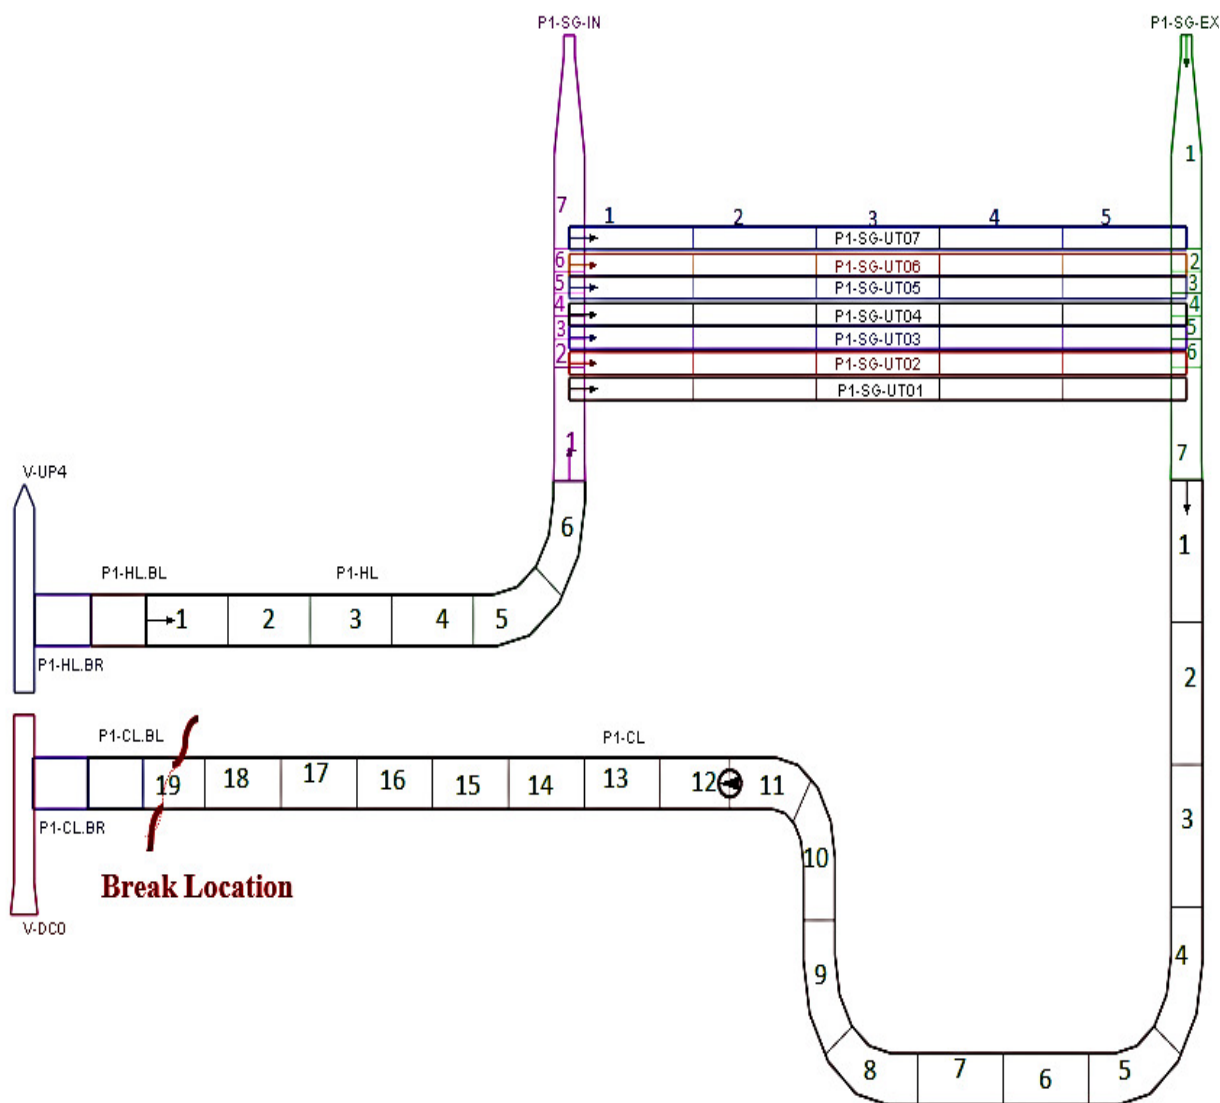 P1-SG-IN
P1-SG-EX
1
7
1
2
3
4
5
P1-SG-UT07
6
P1-SG-UT06
2
5
P1-SG-UT05
3
4
P1-SG-UT04
4
3
P1-SG-UT03
5
2
P1-SG-UT02
6
P1-SG-UT01
1
7
V-UP4
6
1
P1-HL.BL
P1-HL
1
2
3
4
5
P1-HL.BR
2
P1-CL.BL
P1-CL
19
18
17
16
15
14
13
12
11
3
P1-CL.BR
10
Break Location
V-DC0
9
4
8
7
6
5